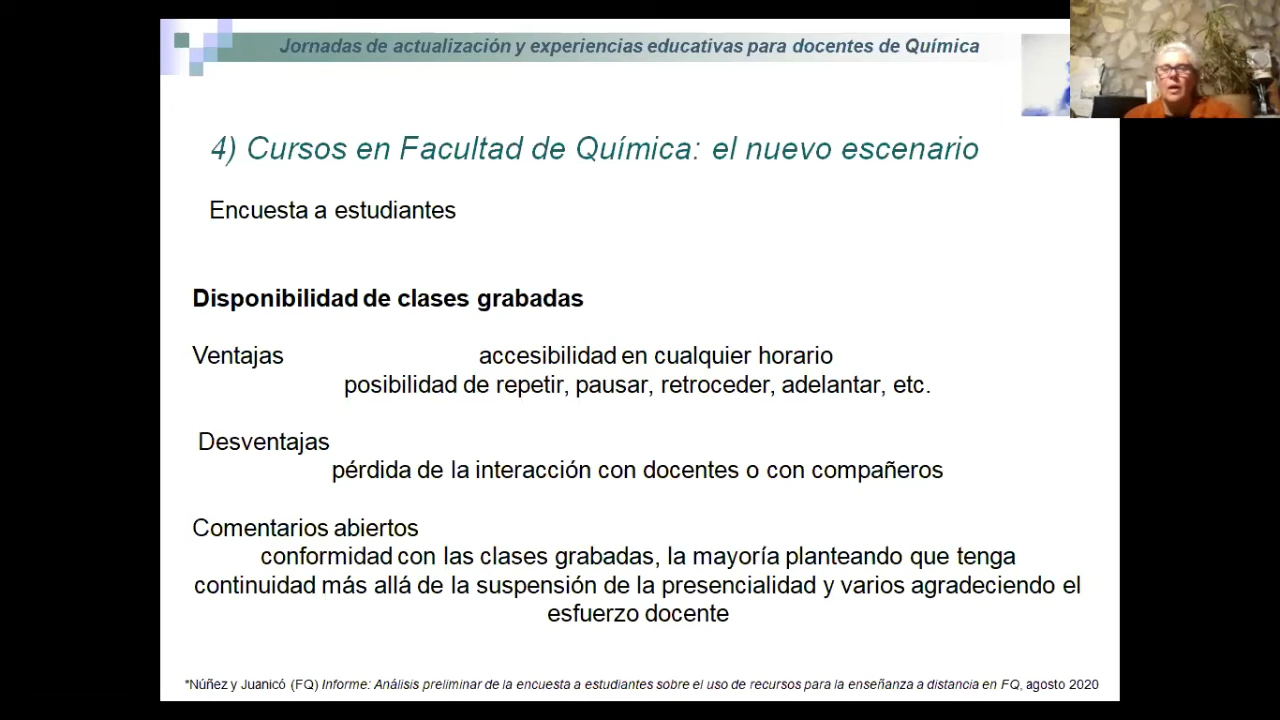 Jornadas de actualización y experiencias educativas para docentes de Química
4) Cursos en Facultad de Química: el nuevo escenario
Encuesta a estudiantes
Disponibilidad de clases grabadas
Ventajas accesibilidad en cualquier horario
posibilidad de repetir, pausar, retroceder, adelantar, etc.
Desventajas
pérdida de la interacción con docentes o con compañeros
Comentarios abiertos
conformidad con las clases grabadas, la mayoría planteando que tenga
continuidad más allá de la suspensión de la presencialidad y varios agradeciendo el
esfuerzo docente
*Núñez y Juanicó (FQ) Informe: Análisis preliminar de la encuesta a estudiantes sobre el uso de recursos para la enseñanza a distancia en FQ, agosto 2020